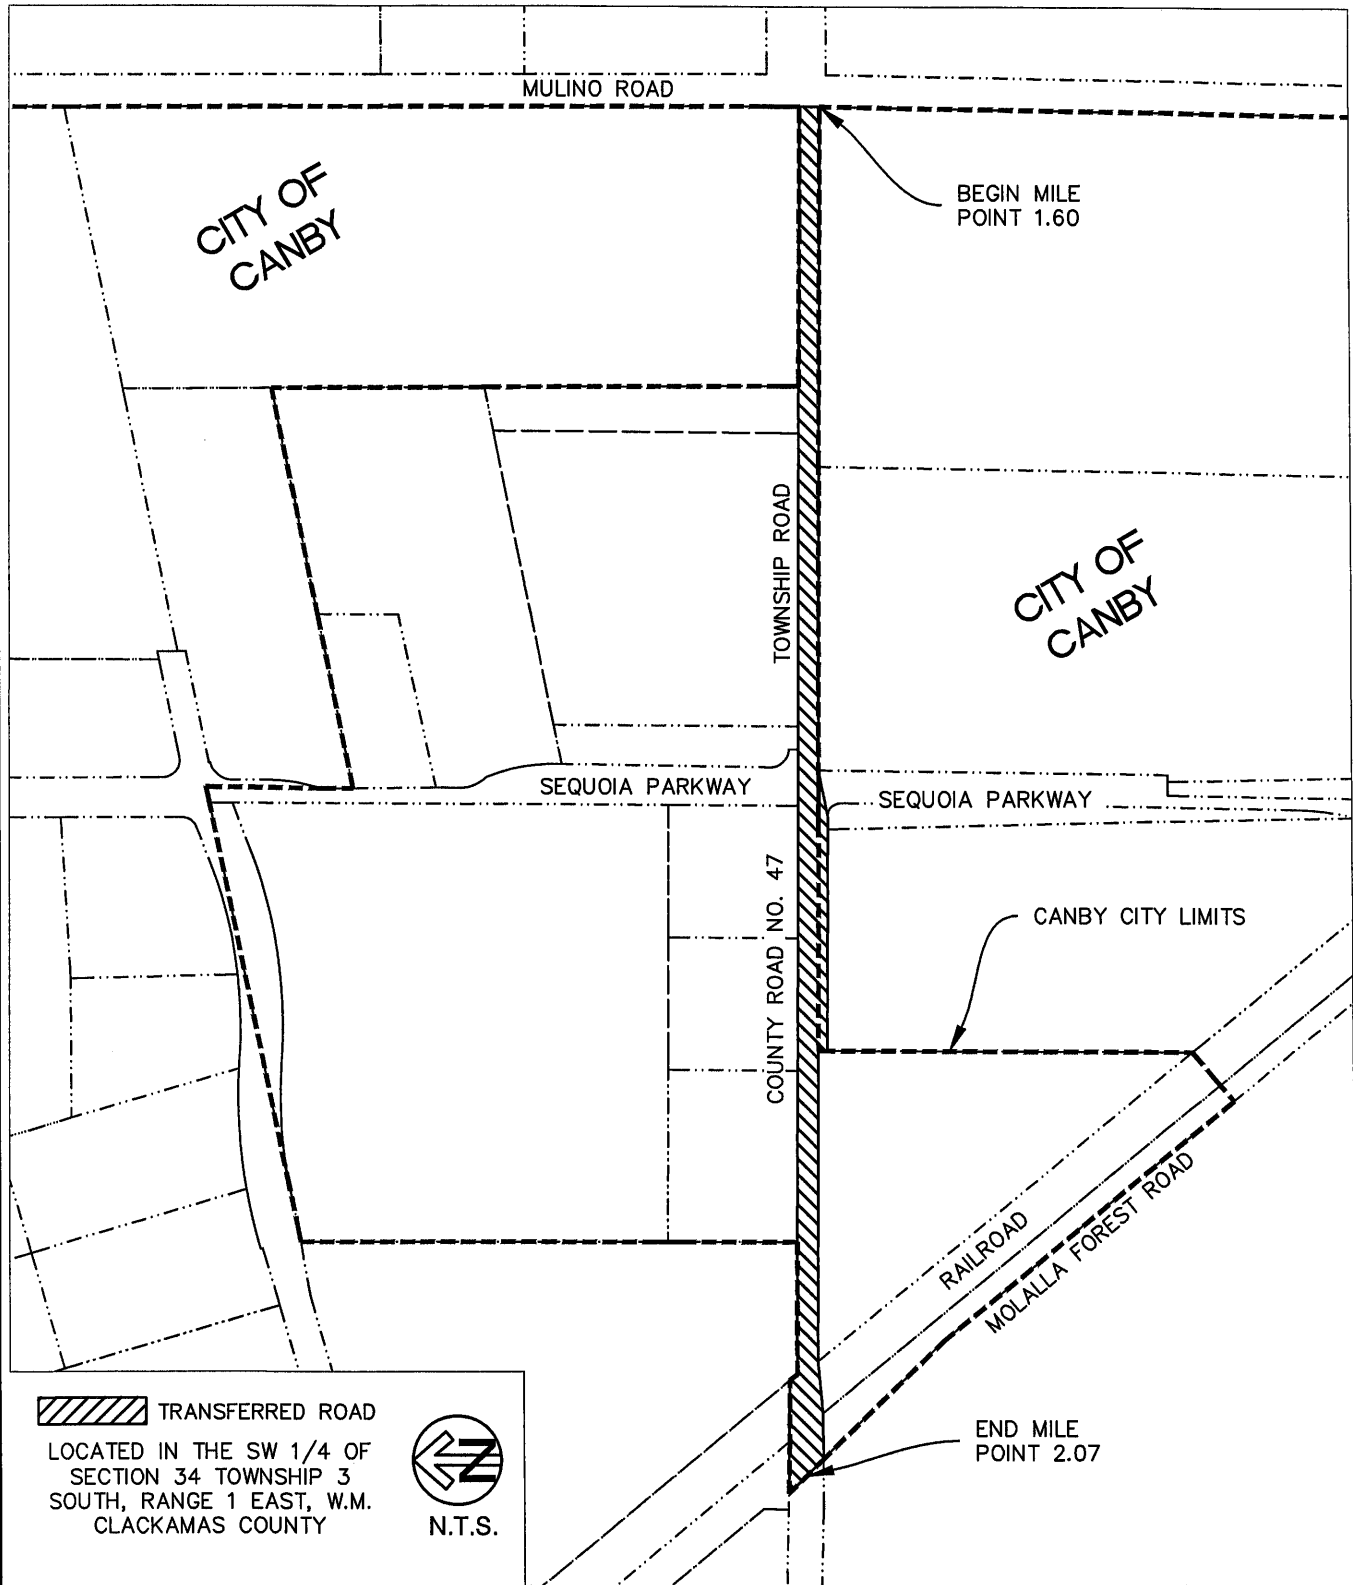 MULINO ROAD
CITY OF
CANBY
BEGIN MILE
POINT 1.60
TOWNSHIP ROAD
CITY OF
CANBY
SEQUOIA PARKWAY
SEQUOIA PARKWAY
COUNTY ROAD NO. 47
CANBY CITY LIMITS
RAILROAD
MOLALLA FOREST ROAD
END MILE
POINT 2.07
TRANSFERRED ROAD
LOCATED IN THE SW 1/4 OF
SECTION 34 TOWNSHIP 3
SOUTH, RANGE 1 EAST, W.M.
CLACKAMAS COUNTY
N
N.T.S.